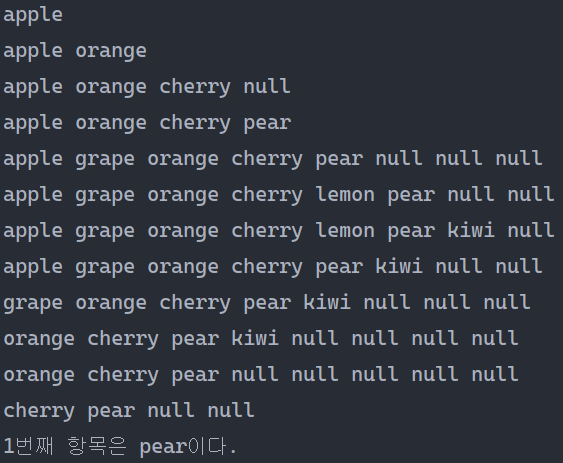 apple
apple orange
apple orange cherry null
apple orange cherry pear
apple grape orange cherry pear null null null
apple grape orange cherry lemon pear null null
apple grape orange cherry lemon pear kiwi null
apple grape orange cherry pear kiwi null null
grape orange cherry pear kiwi null null null
orange cherry pear kiwi null null null null
orange cherry pear null null null null null
cherry pear null null
1번째 항목은 pear이다.